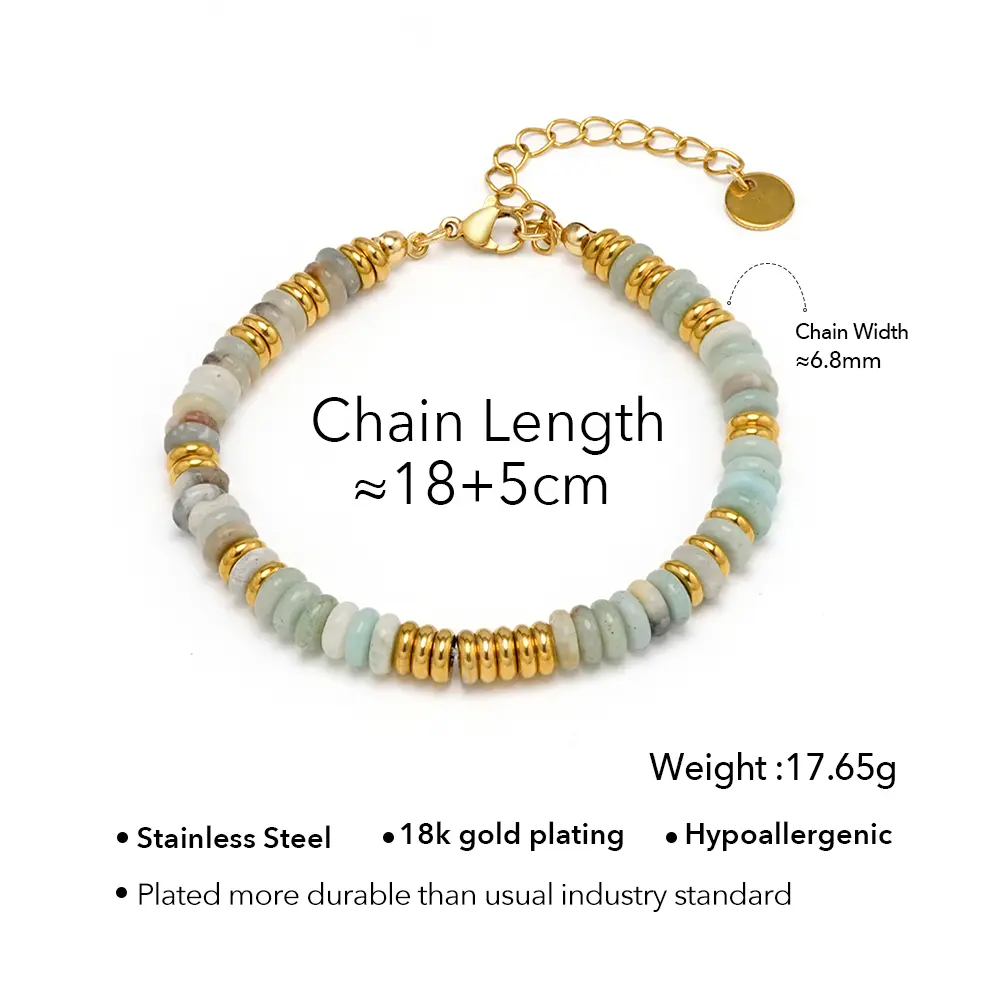 Chain Width
≈6.8mm
Chain Length
≈18+5cm
Weight :17.65g
• Stainless Steel • 18k gold plating • Hypoallergenic
• Plated more durable than usual industry standard